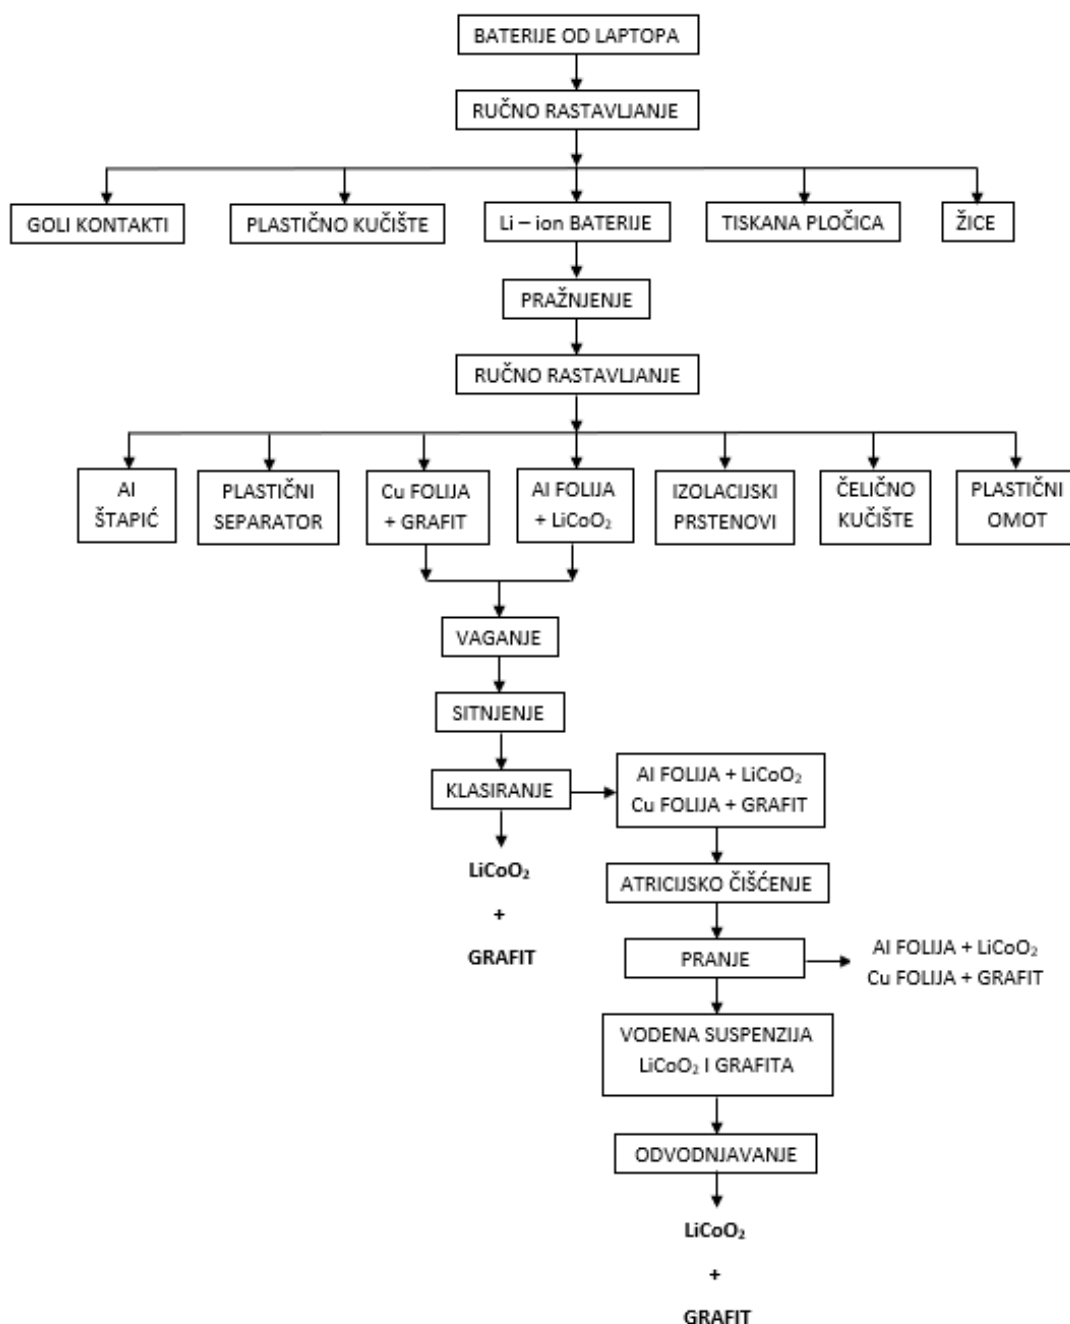 BATERIJE OD LAPTOPA
RUČNO RASTAVLJANJE
GOLI KONTAKTI
PLASTIČNO KUČIŠTE
Li – ion BATERIJE
TISKANA PLOČICA
ŽICE
PRAŽNJENJE
RUČNO RASTAVLJANJE
Al
ŠTAPIĆ
PLASTIČNI
SEPARATOR
Cu FOLIJA
+ GRAFIT
Al FOLIJA
+ LiCoO₂
IZOLACIJSKI
PRSTENOVI
ČELIČNO
KUČIŠTE
PLASTIČNI
OMOT
VAGANJE
SITNJENJE
KLASIRANJE
Al FOLIJA + LiCoO₂
Cu FOLIJA + GRAFIT
LiCoO₂
+
GRAFIT
ATRICIJSKO ČIŠĆENJE
PRANJE
Al FOLIJA + LiCoO₂
Cu FOLIJA + GRAFIT
VODENA SUSPENZIJA
LiCoO₂ I GRAFITA
ODVODNJAVANJE
LiCoO₂
+
GRAFIT